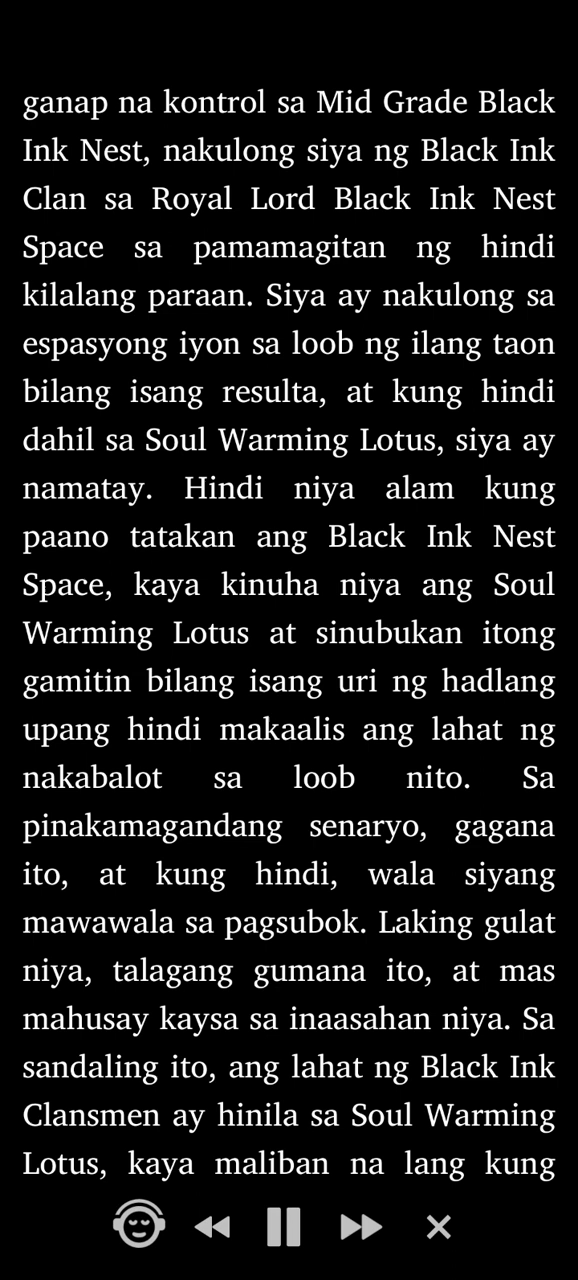 ganap na kontrol sa Mid Grade Black
Ink Nest, nakulong siya ng Black Ink
Clan sa Royal Lord Black Ink Nest
Space sa pamamagitan ng hindi
kilalang paraan. Siya ay nakulong sa
espasyong iyon sa loob ng ilang taon
bilang isang resulta, at kung hindi
dahil sa Soul Warming Lotus, siya ay
namatay. Hindi niya alam kung
paano tatakan ang Black Ink Nest
Space, kaya kinuha niya ang Soul
Warming Lotus at sinubukan itong
gamitin bilang isang uri ng hadlang
upang hindi makaalis ang lahat ng
nakabalot sa loob nito. Sa
pinakamagandang senaryo, gagana
ito, at kung hindi, wala siyang
mawawala sa pagsubok. Laking gulat
niya, talagang gumana ito, at mas
mahusay kaysa sa inaasahan niya. Sa
sandaling ito, ang lahat ng Black Ink
Clansmen ay hinila sa Soul Warming
Lotus, kaya maliban na lang kung